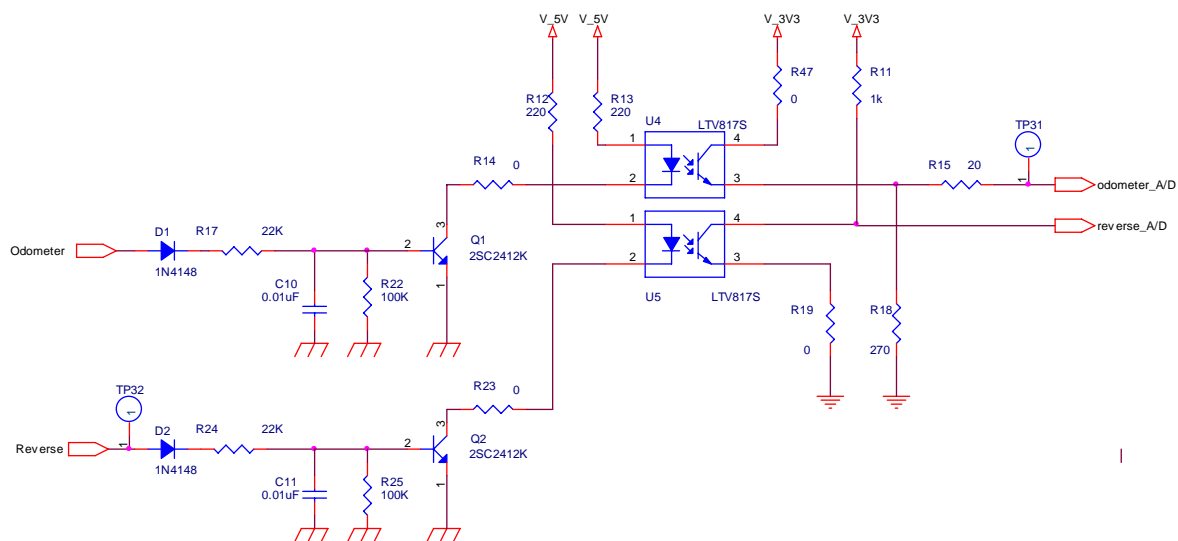 V_5V
V_5V
V_3V3
V_3V3
R47
0
R11
1k
R12
220
R13
220
U4
LTV817S
1
4
2
3
TP31
1
1
R14
0
R15
20
odometer_A/D
1
4
reverse_A/D
2
3
U5
LTV817S
Odometer
D1
1N4148
R17
22K
2
3
1
Q1
2SC2412K
C10
0.01uF
R22
100K
R19
0
R18
270
TP32
1
1
R23
0
Reverse
D2
1N4148
R24
22K
2
3
1
Q2
2SC2412K
C11
0.01uF
R25
100K